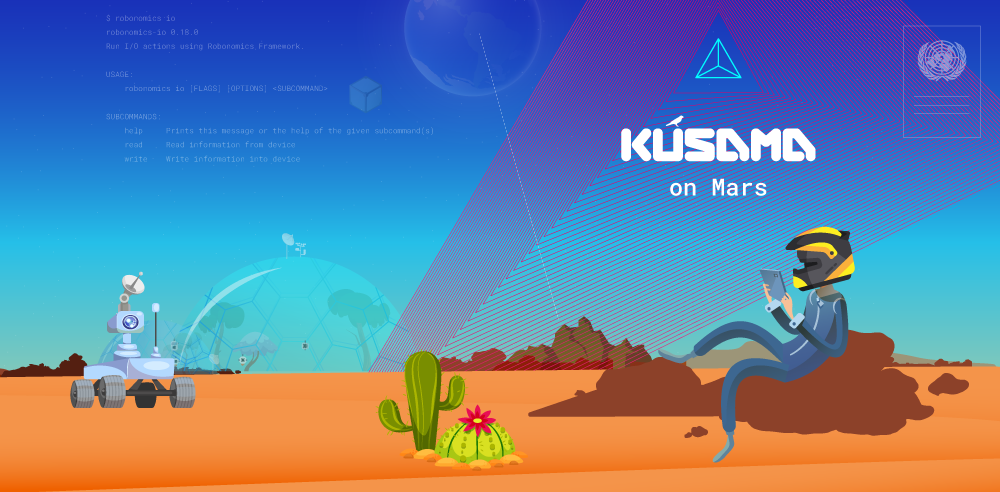 $ robonomics io
robonomics-io 0.18.0
Run I/O actions using Robonomics Framework.
USAGE:
robonomics io [FLAGS] [OPTIONS] <SUBCOMMAND>
SUBCOMMANDS:
help Prints this message or the help of the given subcommand(s)
read Read information from device
write Write information into device
KUSAMA
on Mars